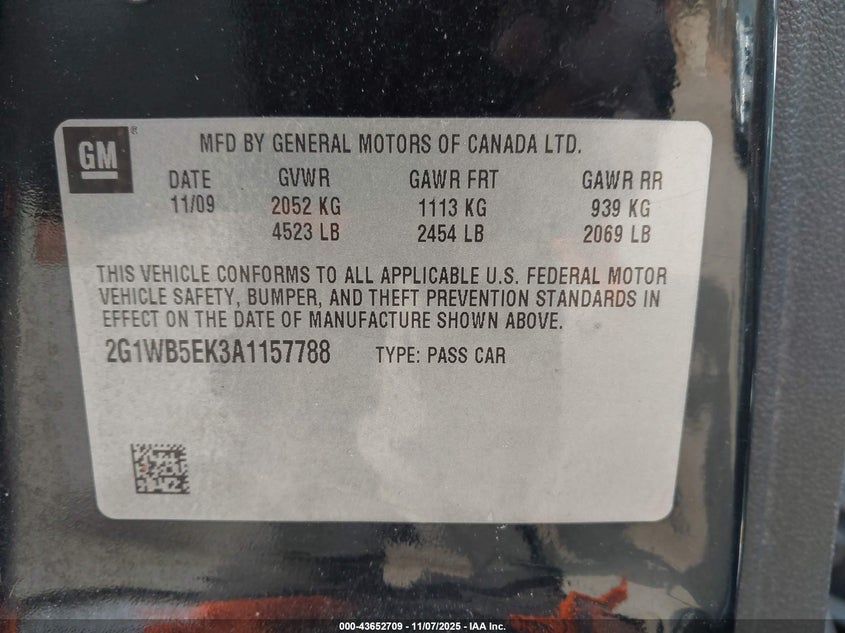 GM ®
MFD BY GENERAL MOTORS OF CANADA LTD.
DATE GVWR GAWR FRT GAWR RR
11/09 2052 KG 1113 KG 939 KG
4523 LB 2454 LB 2069 LB
THIS VEHICLE CONFORMS TO ALL APPLICABLE U.S. FEDERAL MOTOR
VEHICLE SAFETY, BUMPER, AND THEFT PREVENTION STANDARDS IN
EFFECT ON THE DATE OF MANUFACTURE SHOWN ABOVE.
2G1WB5EK3A1157788 TYPE: PASS CAR
000-43652709 - 11/07/2025 - IAA Inc.